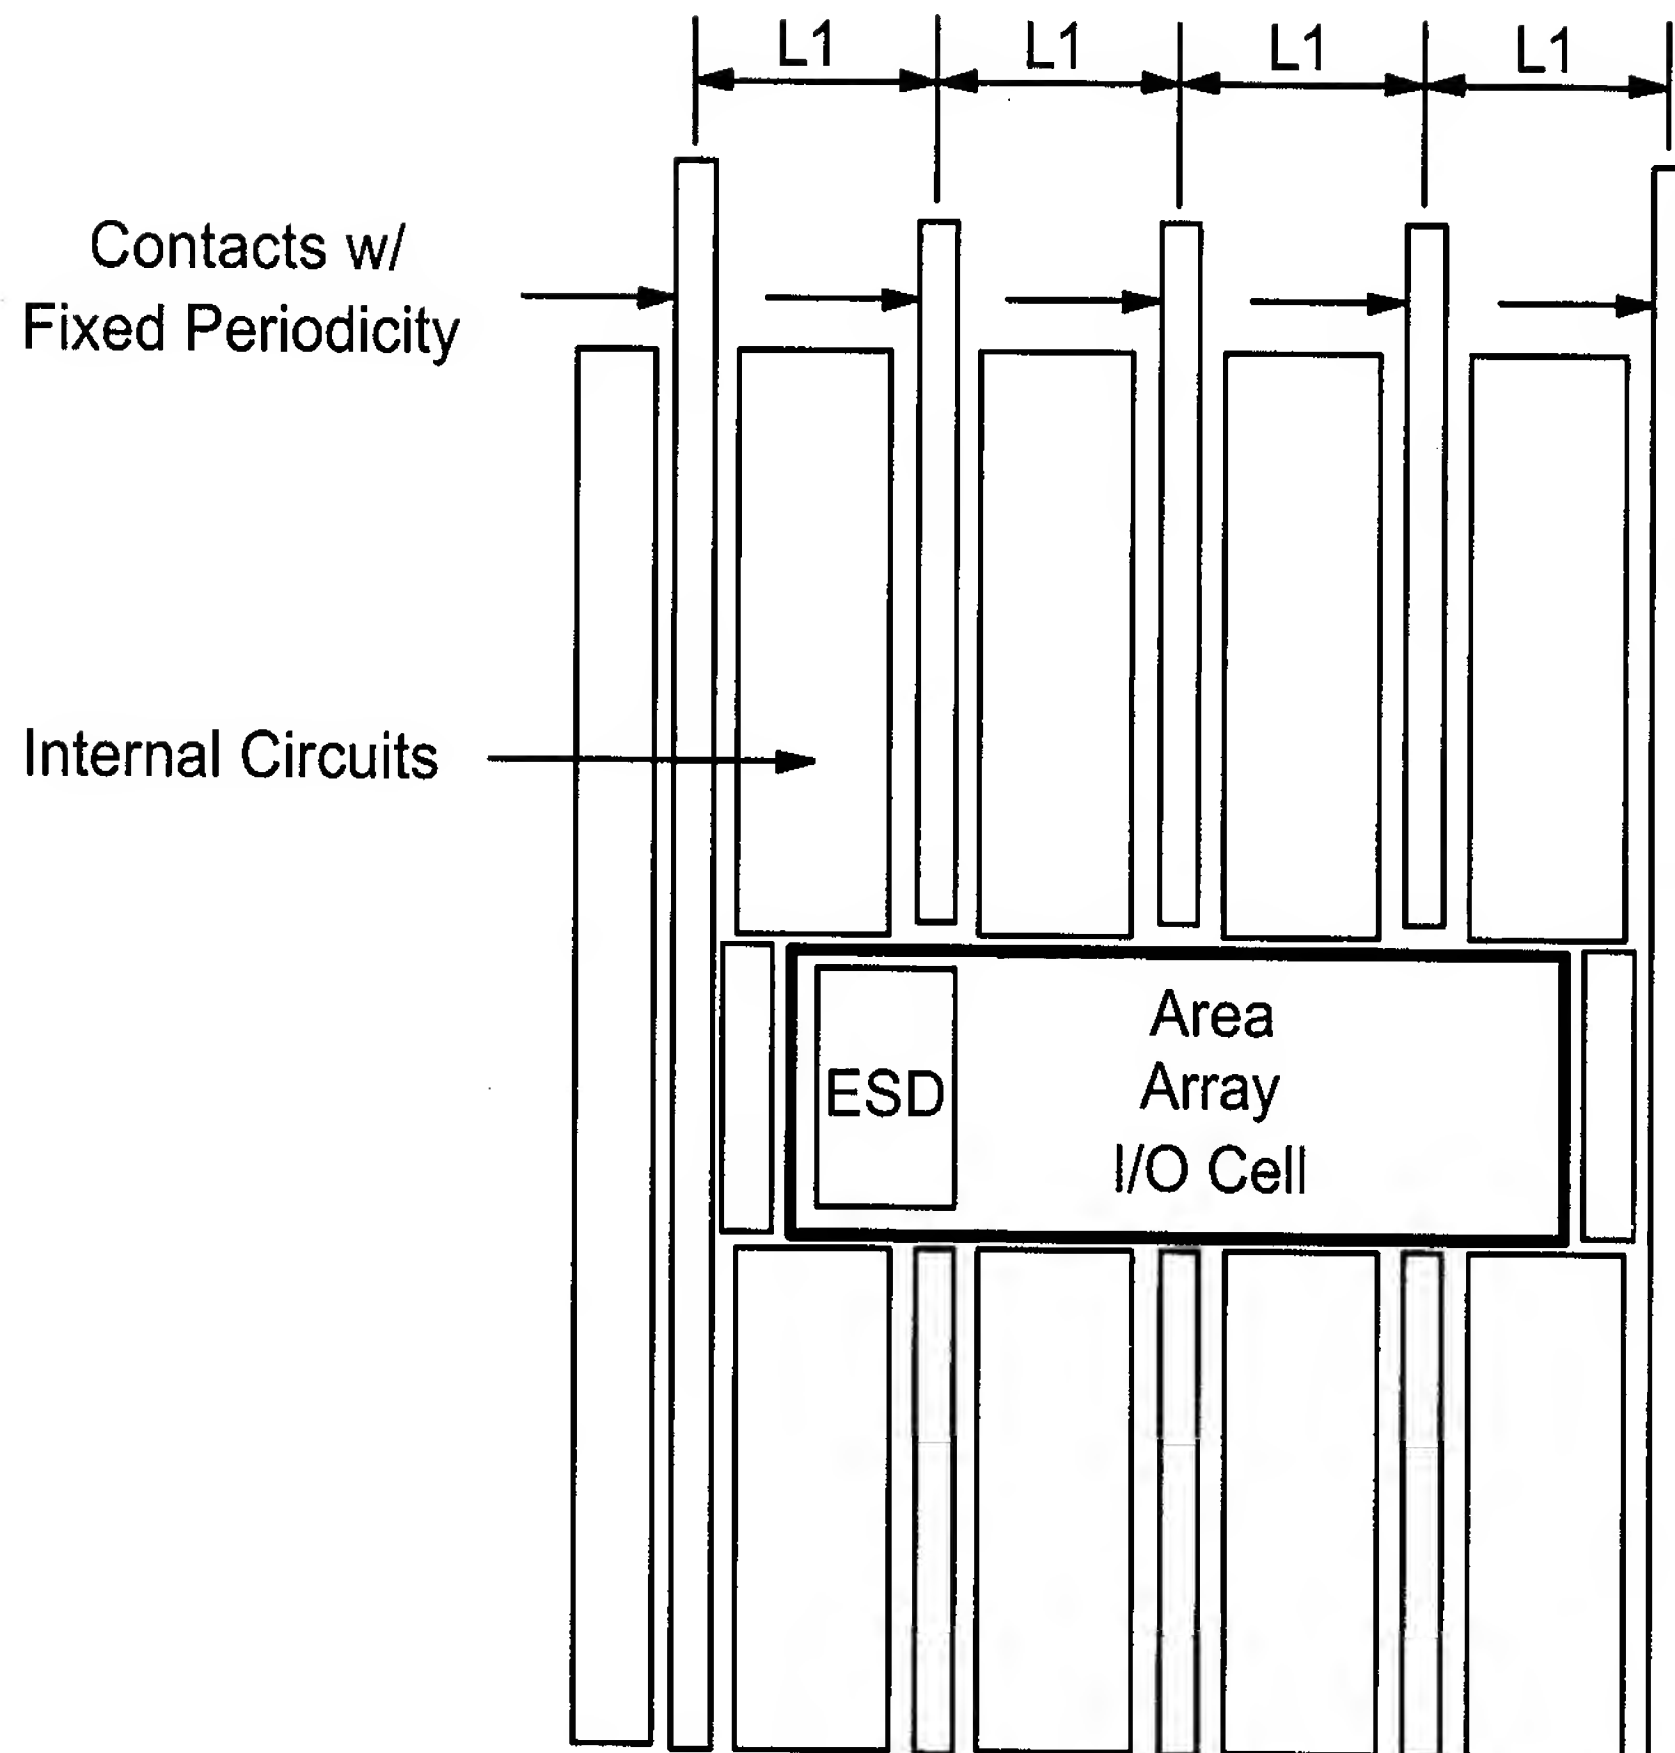 L1 L1 L1 L1
Contacts w/
Fixed Periodicity
Internal Circuits
ESD
Area
Array
I/O Cell